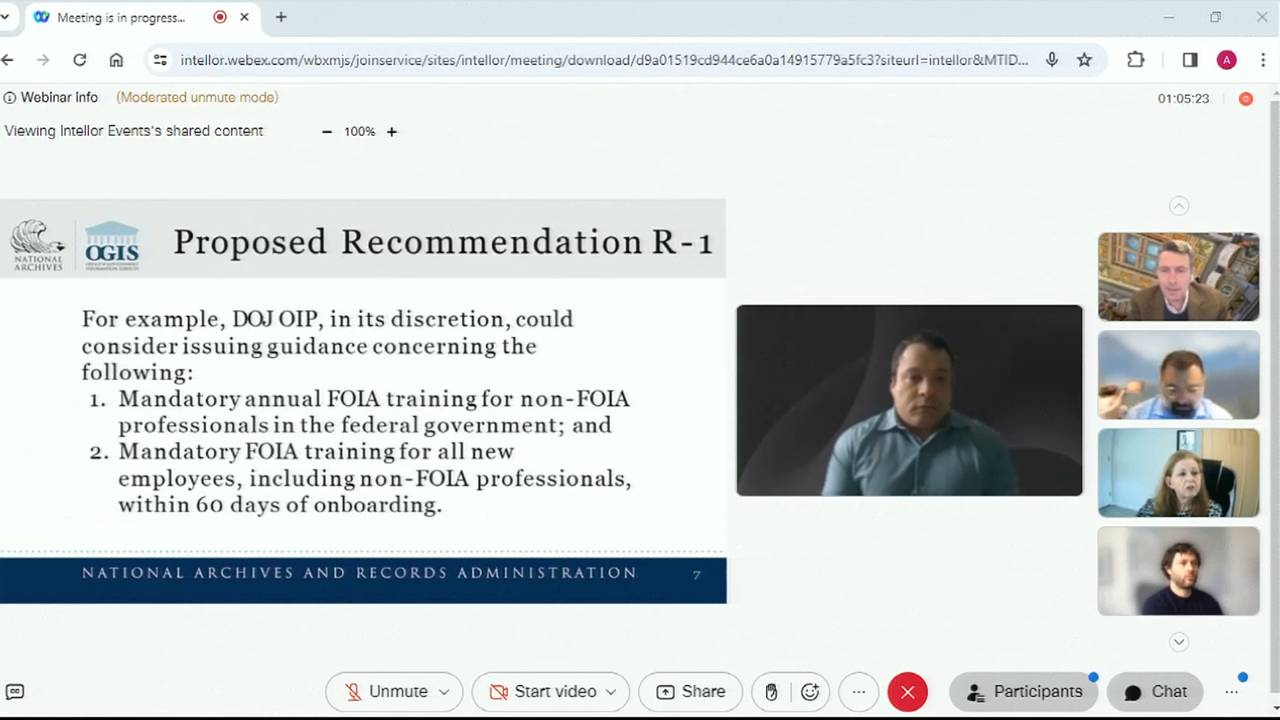 Meeting is in progress...
intellor.webex.com/wbxmjs/joinservice/sites/intellor/meeting/download/d9a01519cd944ce6a0a14915779a5fc3?siteurl=intellor&MTID...
A
Webinar Info (Moderated unmute mode)
01:05:23
Viewing Intellor Events's shared content
100%
NATIONAL
ARCHIVES
OGIS
Proposed Recommendation R-1
For example, DOJ OIP, in its discretion, could
consider issuing guidance concerning the
following:
1. Mandatory annual FOIA training for non-FOIA
professionals in the federal government; and
2. Mandatory FOIA training for all new
employees, including non-FOIA professionals,
within 60 days of onboarding.
NATIONAL ARCHIVES AND RECORDS ADMINISTRATION 7
Unmute
Start video
Share
Participants
Chat